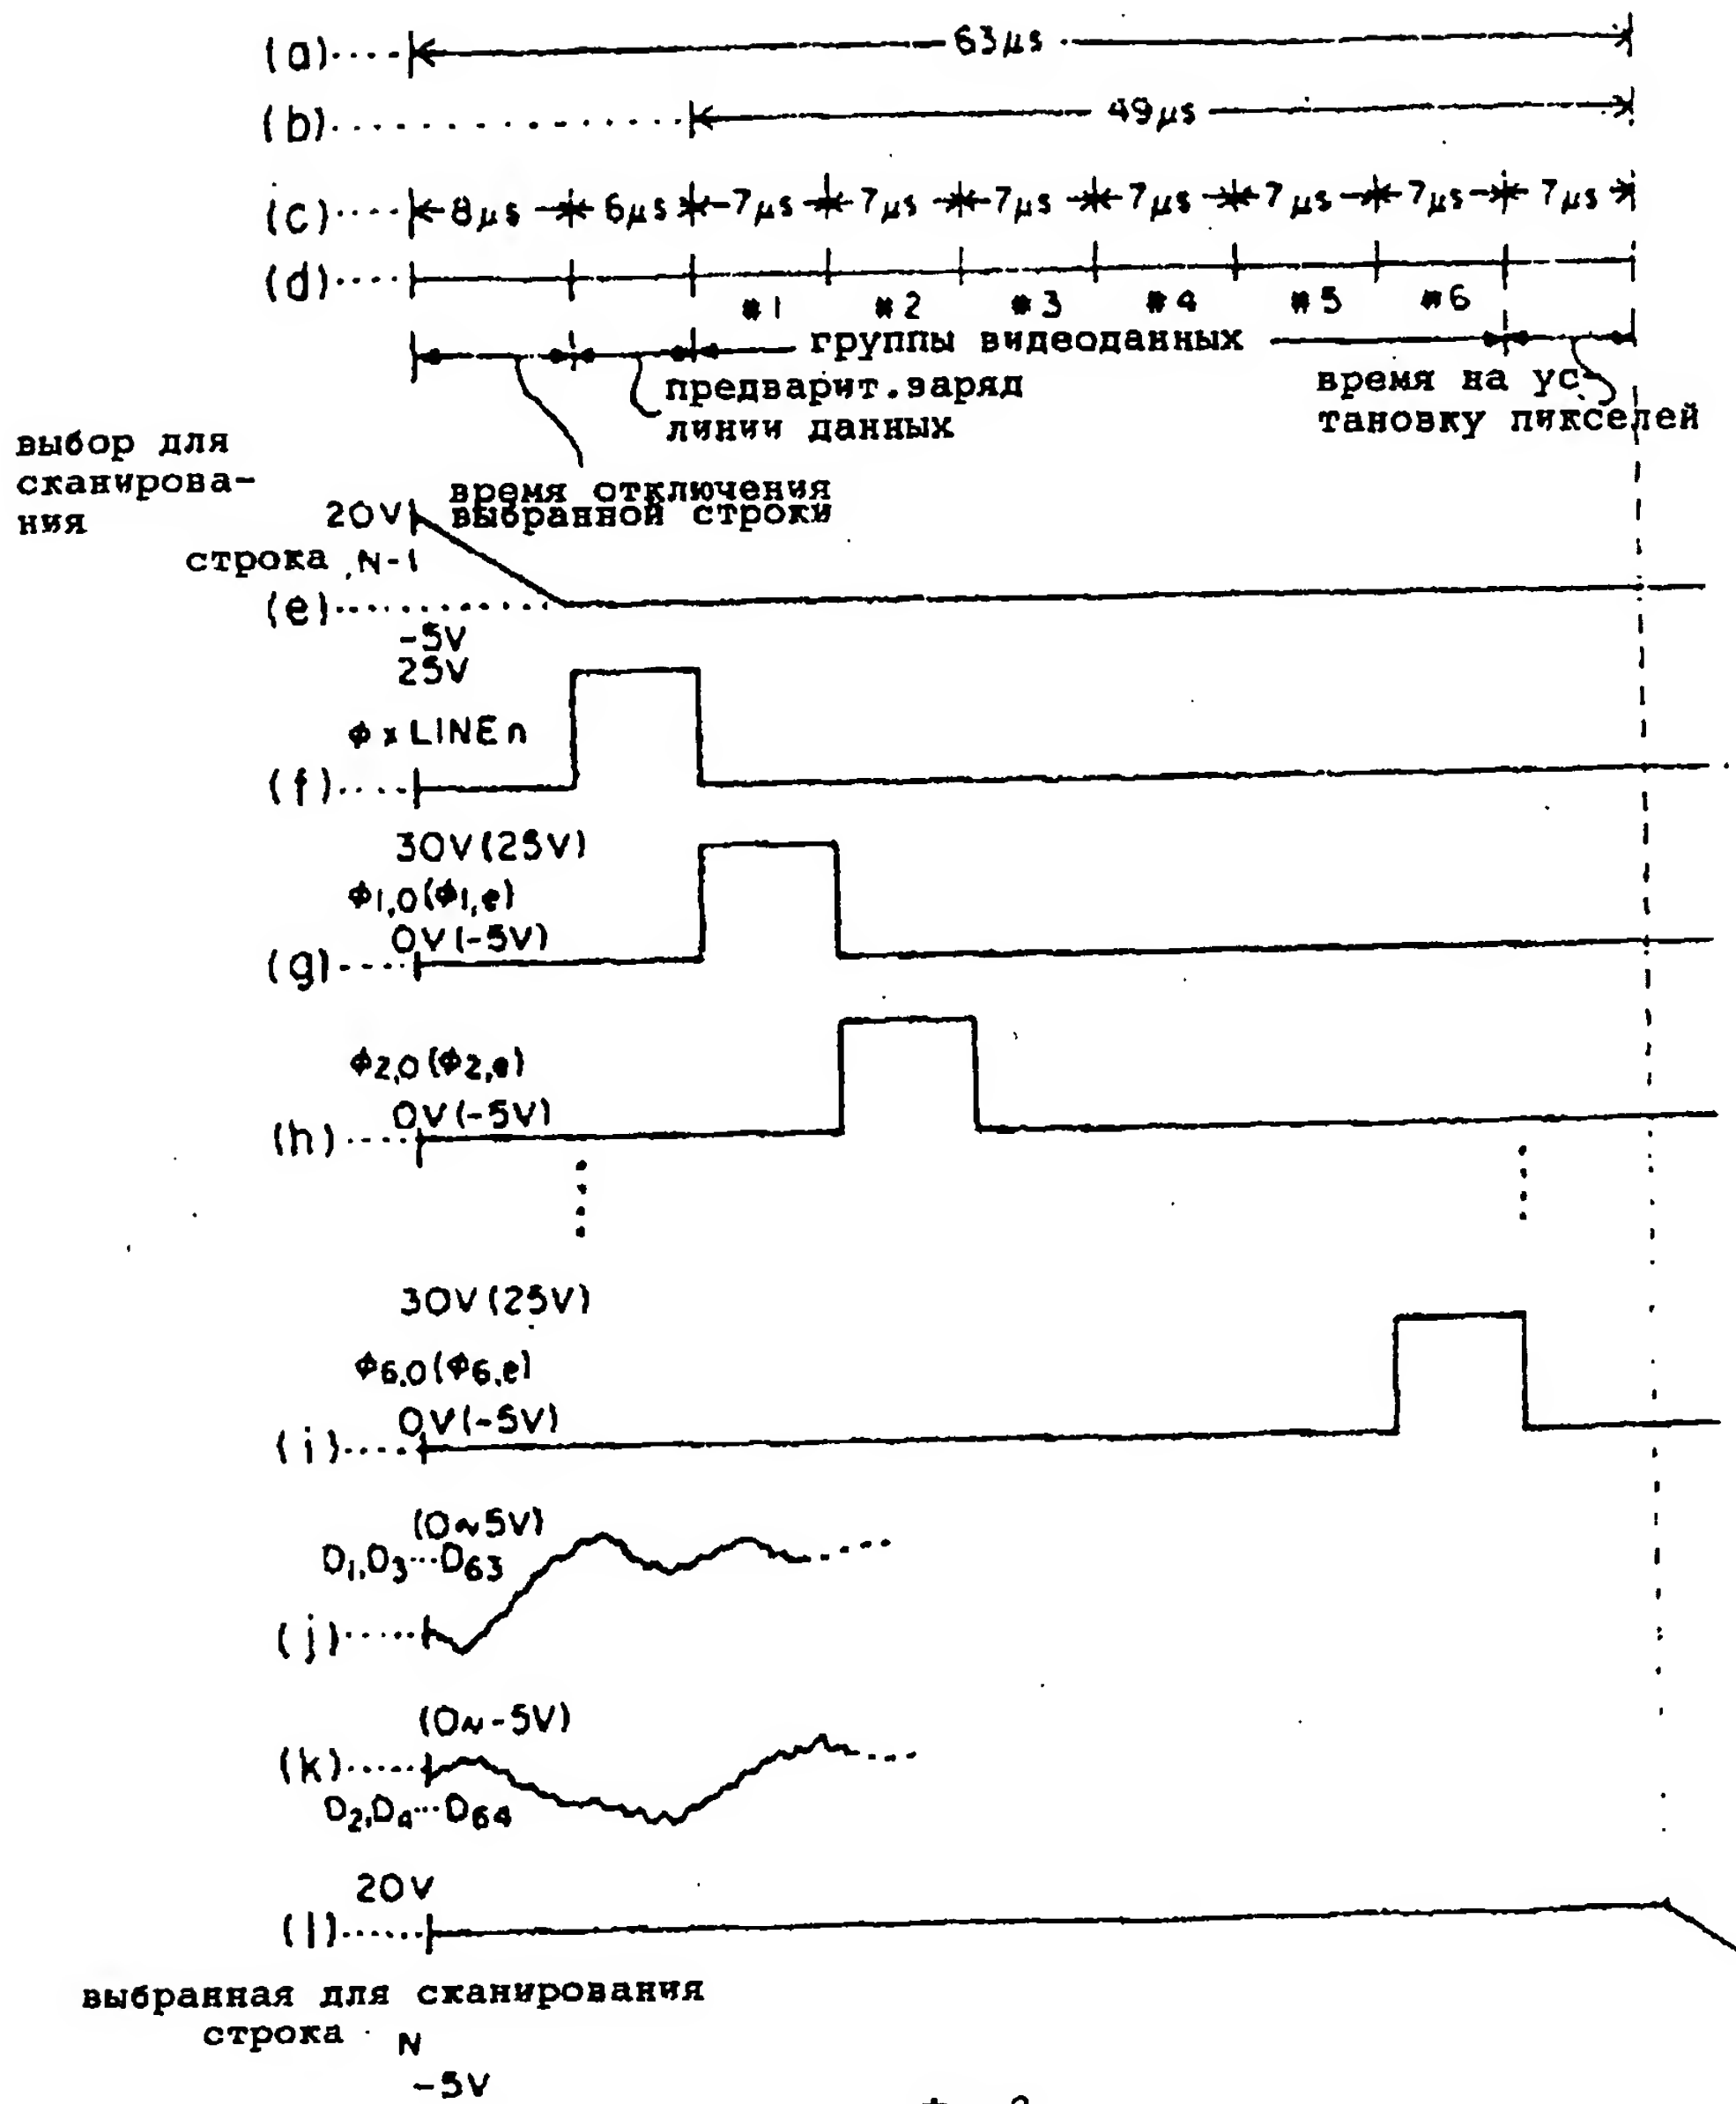 (a) 63μs
(b) 49μs
(c) 8μs 6μs 7μs 7μs 7μs 7μs 7μs 7μs 7μs
(d)
#1 #2 #3 #4 #5 #6
группы видеоданных
предварит.заряд
линии данных
время на ус-
тановку пикселей
выбор для
сканирова-
ния
время отключения
выбранной строки
20V
строка N-1
(e)
-5V
25V
φx LINE n
(f)
30V(25V)
φ1,0(φ1,e)
0V(-5V)
(g)
φ2,0(φ2,e)
0V(-5V)
(h)
30V(25V)
φ6,0(φ6,e)
0V(-5V)
(i)
(0~5V)
D1,D3···D63
(j)
(0~-5V)
(k)
D2,D4···D64
20V
(l)
выбранная для сканирования
строка N
-5V